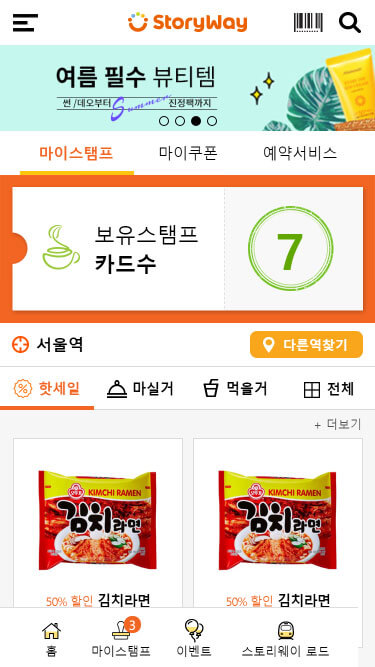 StoryWay
여름 필수 뷰티템
썬 /데오부터 Summer 진정팩까지
마이스탬프 마이쿠폰 예약서비스
보유스탬프
카드수
7
서울역
다른역찾기
핫세일 마실거 먹을거 전체
+ 더보기
KIMCHI RAMEN KIMCHI RAMEN
김치라면 김치라면
50% 할인 김치라면 50% 할인 김치라면
3
홈 마이스탬프 이벤트 스토리웨이 로드